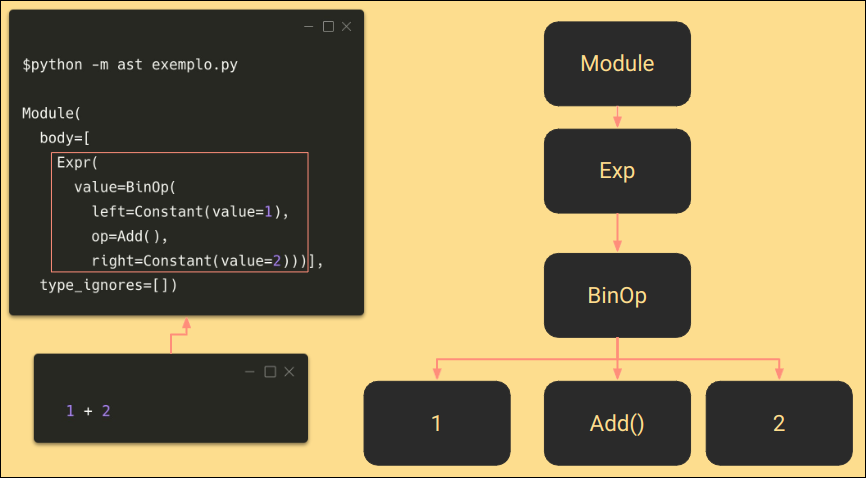 $python -m ast exemplo.py
Module(
body=[
Expr(
value=BinOp(
left=Constant(value=1),
op=Add(),
right=Constant(value=2)))],
type_ignores=[])
1 + 2
Module
Exp
BinOp
1
Add()
2